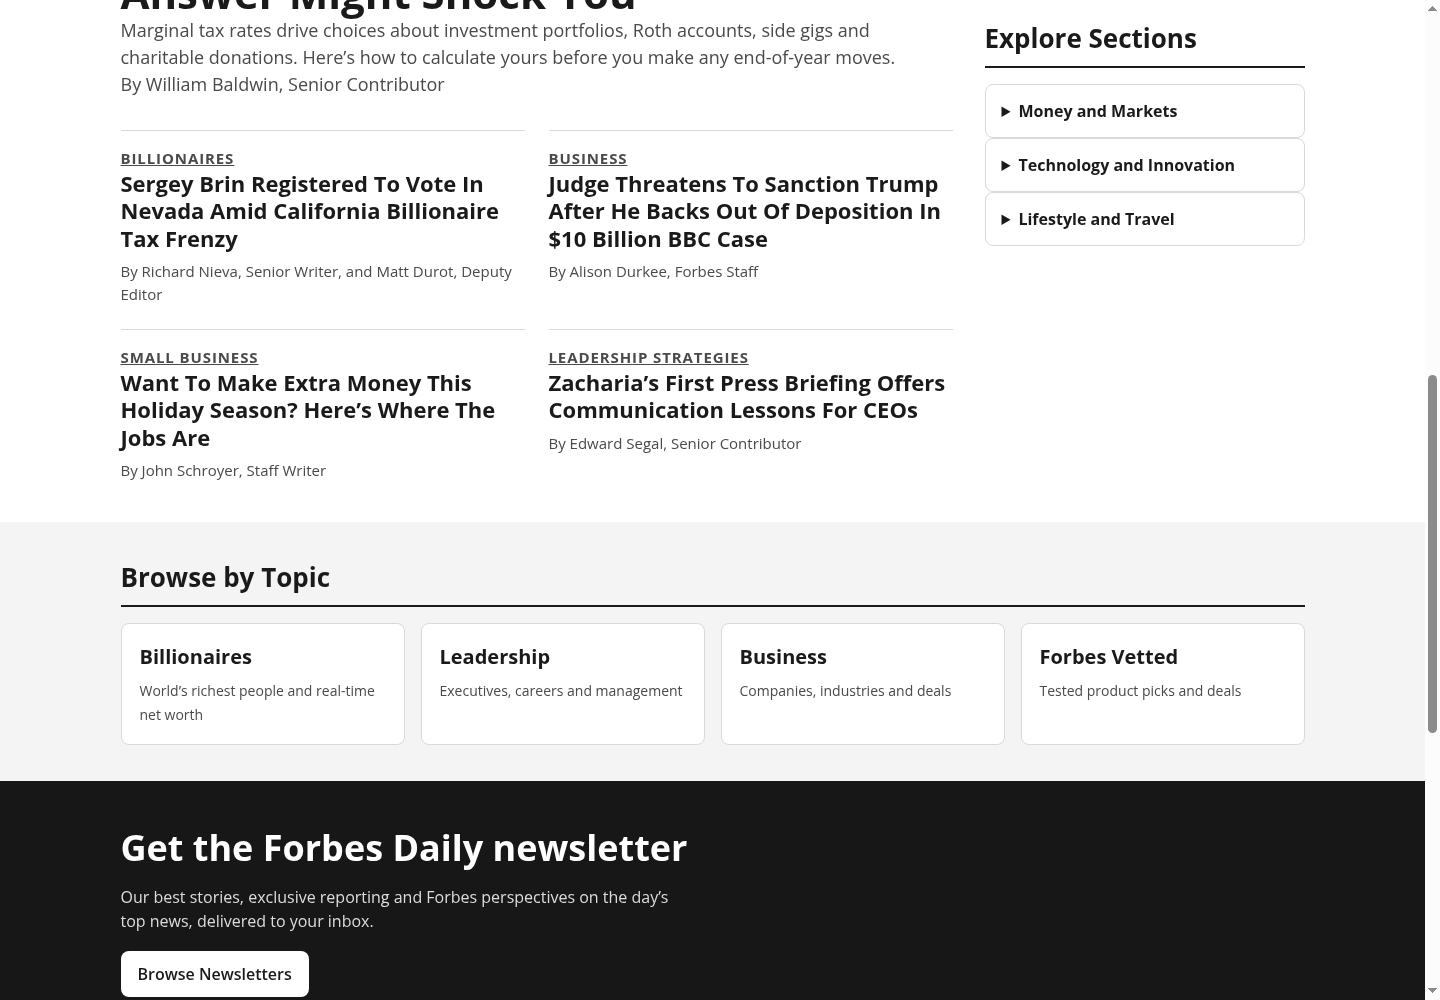 Answer Might Shock You
Marginal tax rates drive choices about investment portfolios, Roth accounts, side gigs and
charitable donations. Here’s how to calculate yours before you make any end-of-year moves.
By William Baldwin, Senior Contributor
BILLIONAIRES
Sergey Brin Registered To Vote In
Nevada Amid California Billionaire
Tax Frenzy
By Richard Nieva, Senior Writer, and Matt Durot, Deputy
Editor
BUSINESS
Judge Threatens To Sanction Trump
After He Backs Out Of Deposition In
$10 Billion BBC Case
By Alison Durkee, Forbes Staff
SMALL BUSINESS
Want To Make Extra Money This
Holiday Season? Here’s Where The
Jobs Are
By John Schroyer, Staff Writer
LEADERSHIP STRATEGIES
Zacharia’s First Press Briefing Offers
Communication Lessons For CEOs
By Edward Segal, Senior Contributor
Explore Sections
Money and Markets
Technology and Innovation
Lifestyle and Travel
Browse by Topic
Billionaires
World’s richest people and real-time
net worth
Leadership
Executives, careers and management
Business
Companies, industries and deals
Forbes Vetted
Tested product picks and deals
Get the Forbes Daily newsletter
Our best stories, exclusive reporting and Forbes perspectives on the day’s
top news, delivered to your inbox.
Browse Newsletters